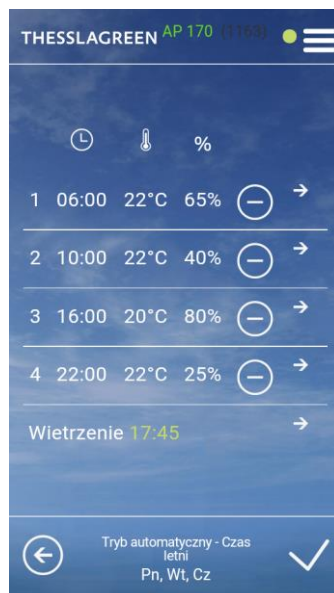 THESSLAGREEN AP 170 (1163)
%
1 06:00 22°C 65%
2 10:00 22°C 40%
3 16:00 20°C 80%
4 22:00 22°C 25%
Wietrzenie 17:45
Tryb automatyczny - Czas
letni
Pn, Wt, Cz